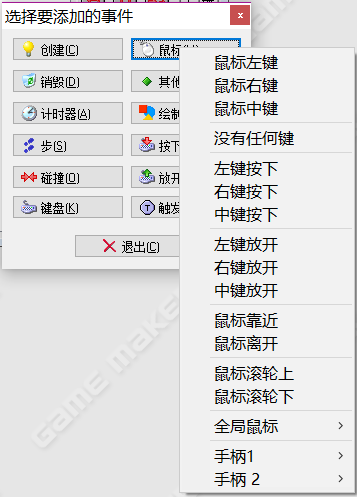 选择要添加的事件
创建(C)
鼠标(M)
销毁(D)
其他
计时器(A)
绘制
步(S)
按下
碰撞(O)
放开
键盘(K)
触发
退出(C)
鼠标左键
鼠标右键
鼠标中键
没有任何键
左键按下
右键按下
中键按下
左键放开
右键放开
中键放开
鼠标靠近
鼠标离开
鼠标滚轮上
鼠标滚轮下
全局鼠标
手柄1
手柄 2
GAME MAKE